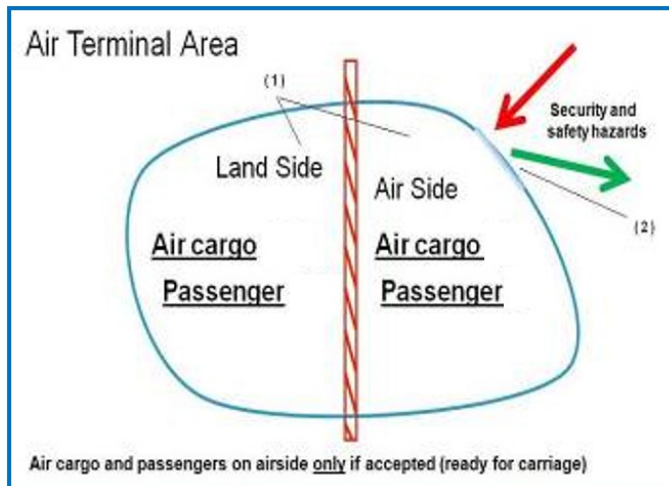 Air Terminal Area
(1)
Security and
safety hazards
Land Side
Air Side
(2)
Air cargo
Passenger
Air cargo
Passenger
Air cargo and passengers on airside only if accepted (ready for carriage)